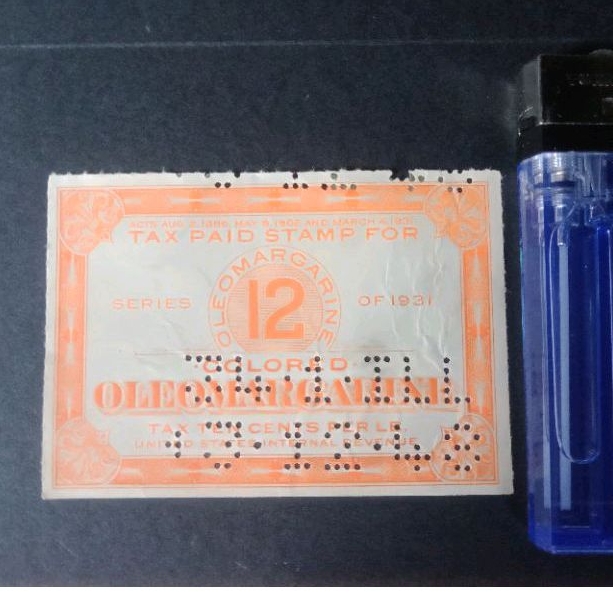 ACTS AUG. 2, 1886, MAY 9, 1902 AND MARCH 4, 1931
TAX PAID STAMP FOR
OLEOMARGARINE
SERIES 12 OF 1931
COLORED
OLEOMARGARINE
TAX TEN CENTS PER LB.
UNITED STATES INTERNAL REVENUE